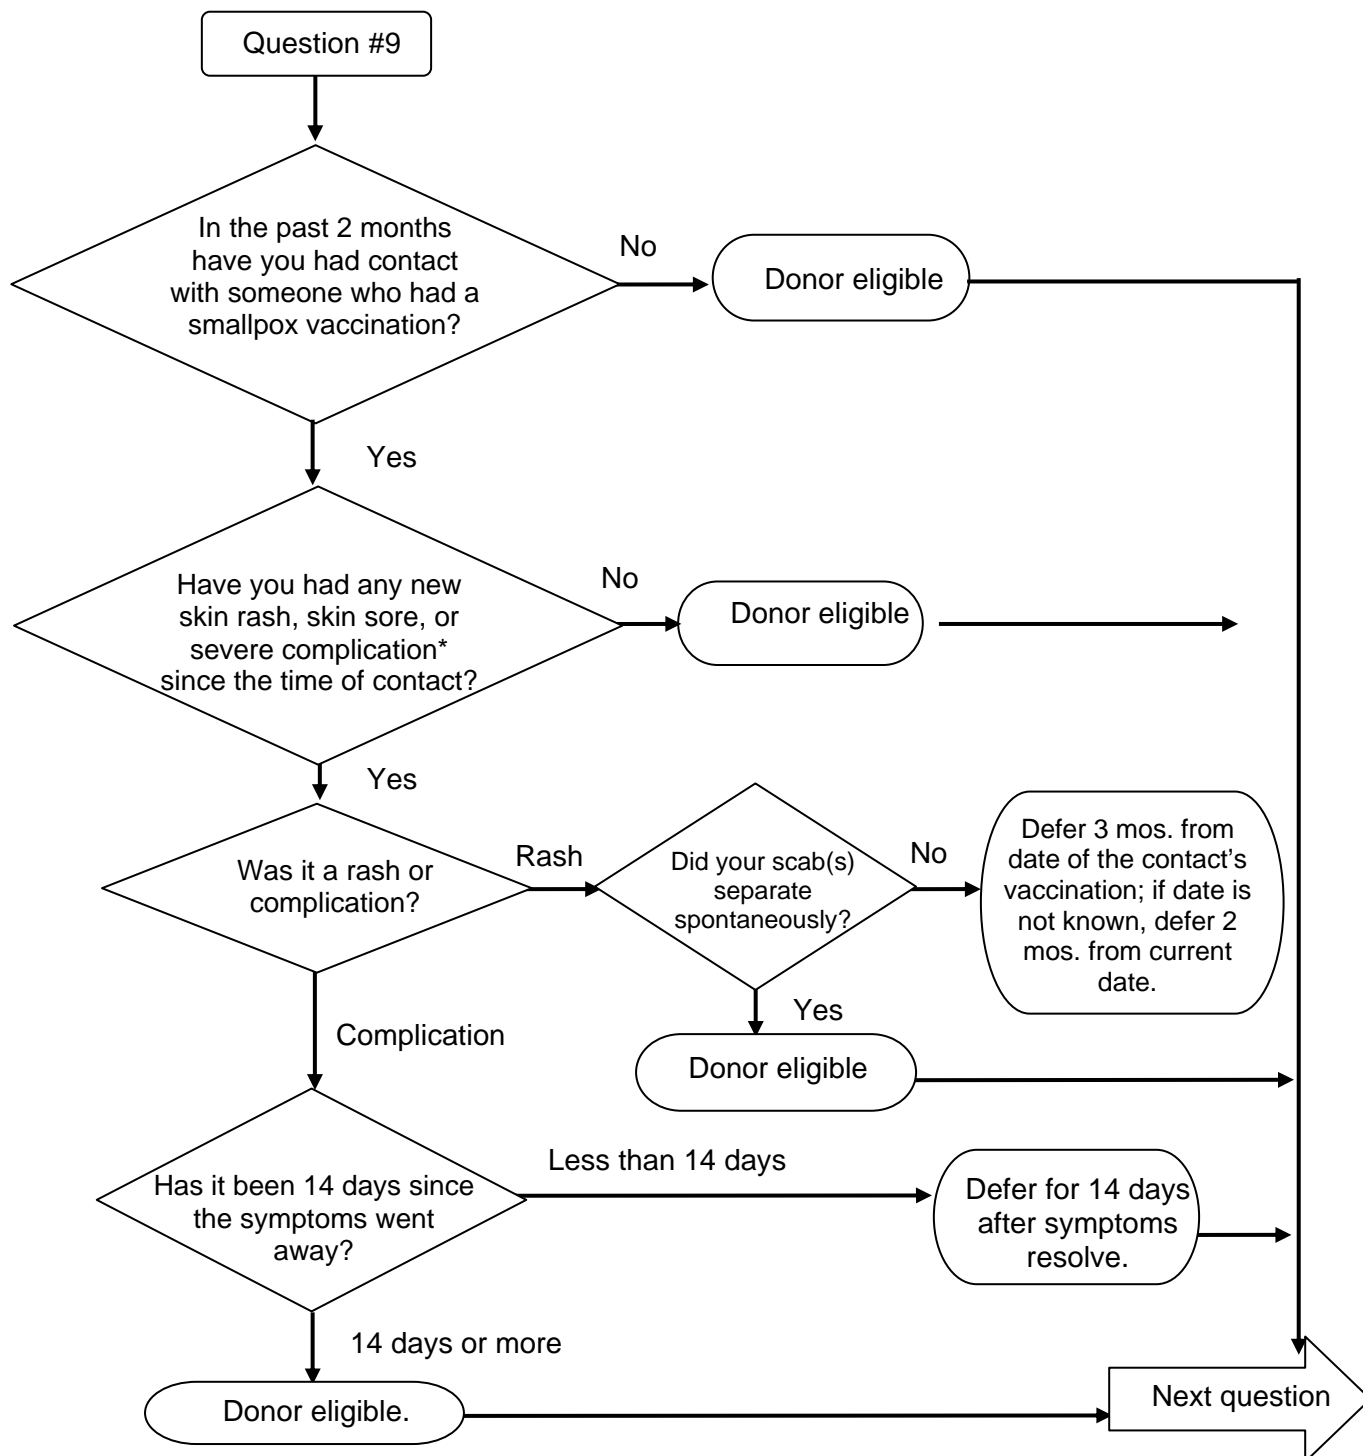 Question #9
In the past 2 months
have you had contact
with someone who had a
smallpox vaccination?
No
Donor eligible
Yes
Have you had any new
skin rash, skin sore, or
severe complication*
since the time of contact?
No
Donor eligible
Yes
Was it a rash or
complication?
Rash
Did your scab(s)
separate
spontaneously?
No
Defer 3 mos. from
date of the contact’s
vaccination; if date is
not known, defer 2
mos. from current
date.
Yes
Donor eligible
Complication
Has it been 14 days since
the symptoms went
away?
Less than 14 days
Defer for 14 days
after symptoms
resolve.
14 days or more
Donor eligible.
Next question